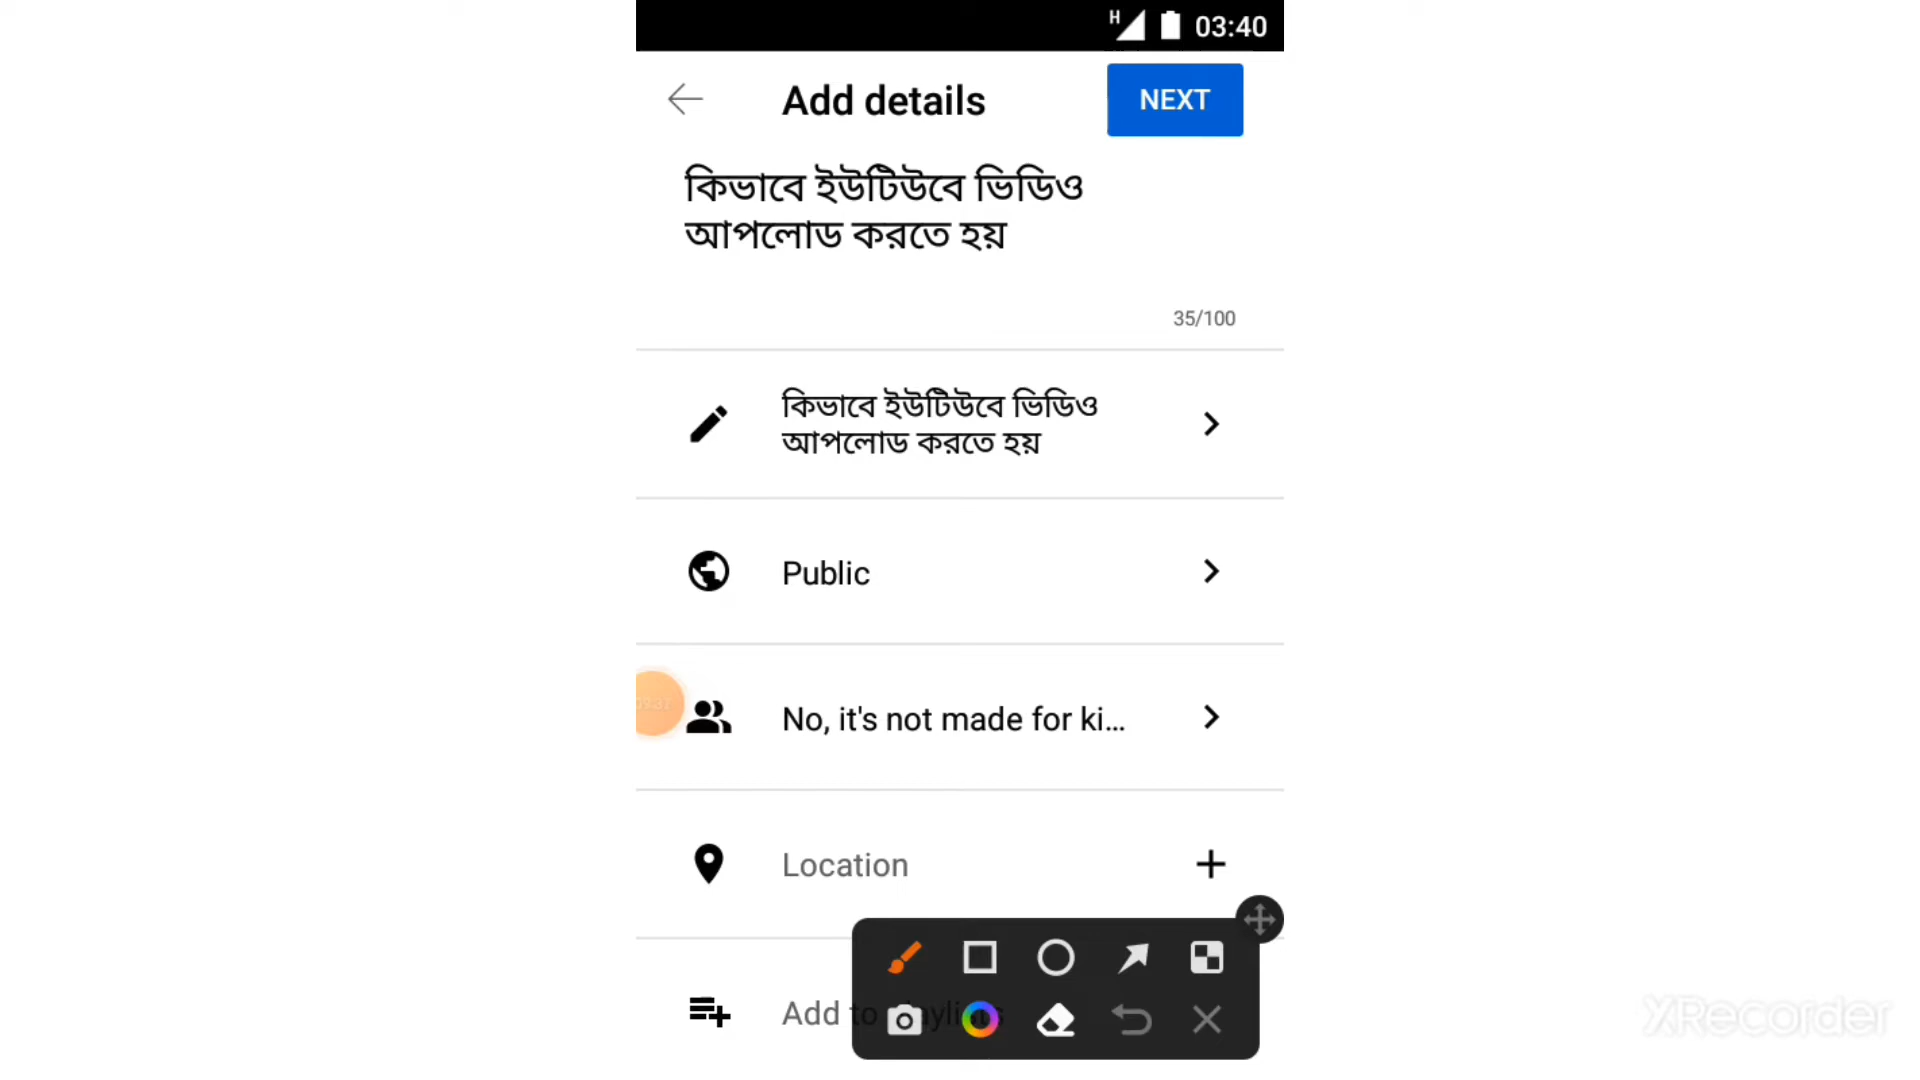 H 03:40
Add details
NEXT
কিভাবে ইউটিউবে ভিডিও
আপলোড করতে হয়
35/100
কিভাবে ইউটিউবে ভিডিও
আপলোড করতে হয়
Public
No, it's not made for ki...
Location
Add to
XRecorder